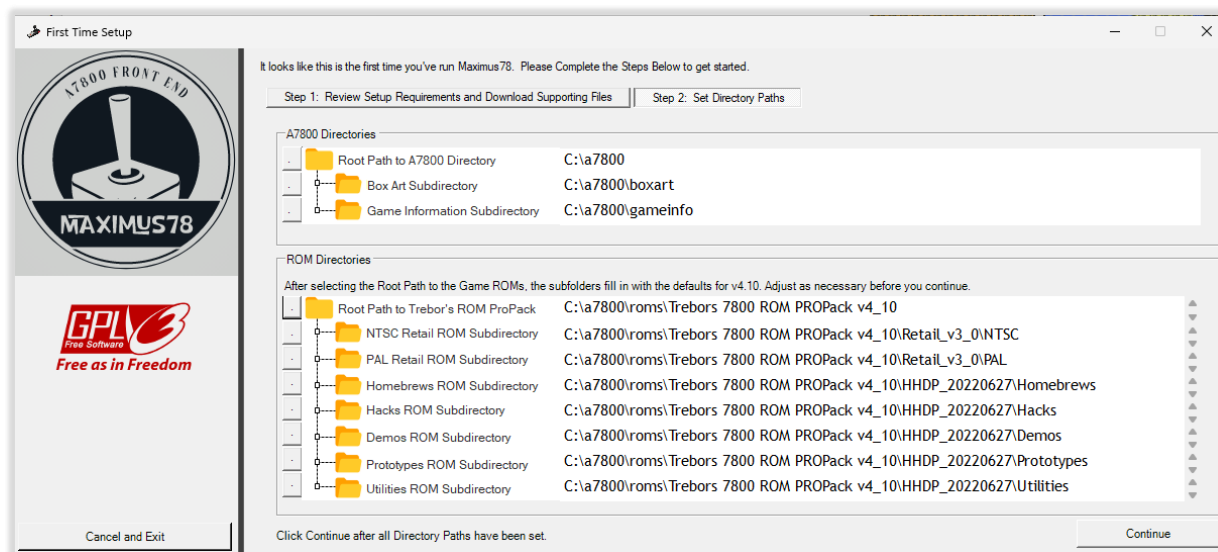 First Time Setup
A7800 FRONT END
MAXIMUS78
GPLv3
Free Software
Free as in Freedom
Cancel and Exit
It looks like this is the first time you've run Maximus78. Please Complete the Steps Below to get started.
Step 1: Review Setup Requirements and Download Supporting Files
Step 2: Set Directory Paths
A7800 Directories
. Root Path to A7800 Directory C:\a7800
. Box Art Subdirectory C:\a7800\boxart
. Game Information Subdirectory C:\a7800\gameinfo
ROM Directories
After selecting the Root Path to the Game ROMs, the subfolders fill in with the defaults for v4.10. Adjust as necessary before you continue.
. Root Path to Trebor's ROM ProPack C:\a7800\roms\Trebors 7800 ROM PROPack v4_10
. NTSC Retail ROM Subdirectory C:\a7800\roms\Trebors 7800 ROM PROPack v4_10\Retail_v3_0\NTSC
. PAL Retail ROM Subdirectory C:\a7800\roms\Trebors 7800 ROM PROPack v4_10\Retail_v3_0\PAL
. Homebrews ROM Subdirectory C:\a7800\roms\Trebors 7800 ROM PROPack v4_10\HHDP_20220627\Homebrews
. Hacks ROM Subdirectory C:\a7800\roms\Trebors 7800 ROM PROPack v4_10\HHDP_20220627\Hacks
. Demos ROM Subdirectory C:\a7800\roms\Trebors 7800 ROM PROPack v4_10\HHDP_20220627\Demos
. Prototypes ROM Subdirectory C:\a7800\roms\Trebors 7800 ROM PROPack v4_10\HHDP_20220627\Prototypes
. Utilities ROM Subdirectory C:\a7800\roms\Trebors 7800 ROM PROPack v4_10\HHDP_20220627\Utilities
Click Continue after all Directory Paths have been set.
Continue